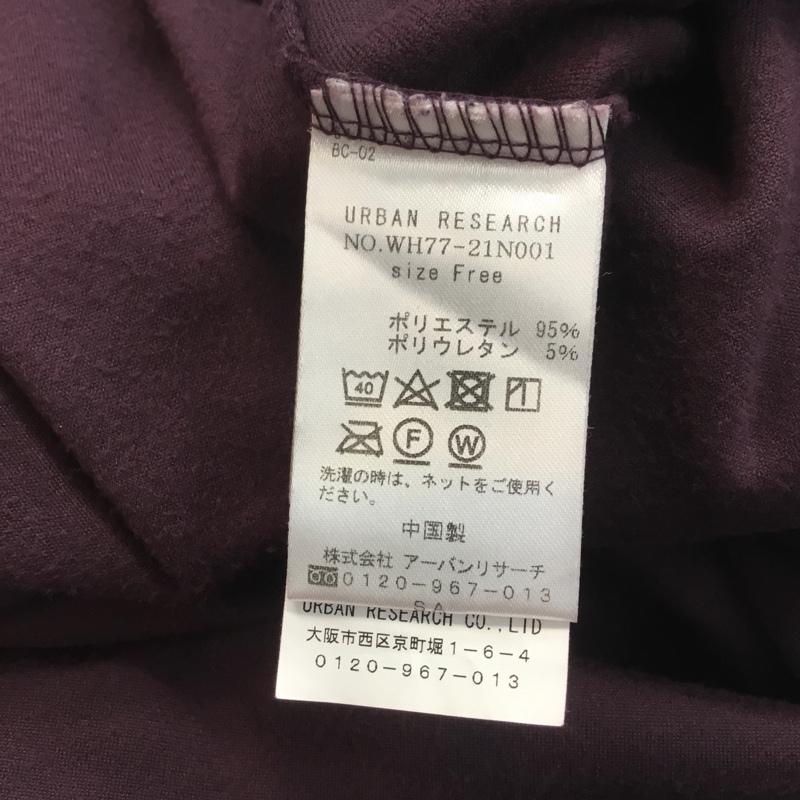 BC-02
URBAN RESEARCH
NO.WH77-21N001
size Free
ポリエステル 95%
ポリウレタン 5%
40
F W
洗濯の時は、ネットをご使用く
ださい。
中国製
株式会社 アーバンリサーチ
0120-967-013
SA
URBAN RESEARCH CO.,LTD
大阪市西区京町堀1-6-4
0120-967-013